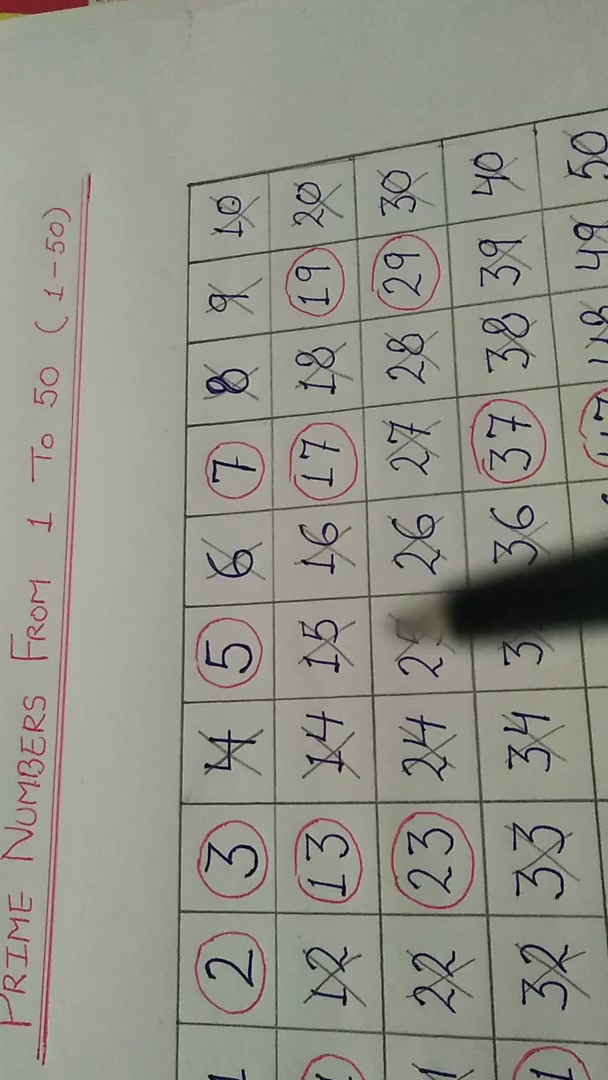 PRIME NUMBERS FROM 1 TO 50 (1-50)
2 3 4 5 6 7 8 9 10
12 13 14 15 16 17 18 19 20
22 23 24 26 27 28 29 30
32 33 34 36 37 38 39 40
49 50